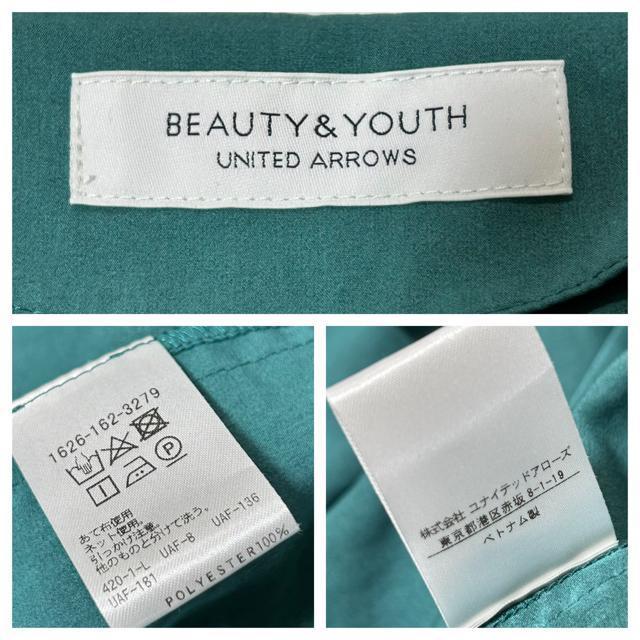 BEAUTY&YOUTH
UNITED ARROWS
1626-162-3279
P
あて布使用
ネット使用。
引っかけ注意。
他のものと分けて洗う。
420-1-L UAF-8 UAF-136
UAF-181
POLYESTER100%
株式会社 ユナイテッドアローズ
東京都港区赤坂8-1-19
ベトナム製